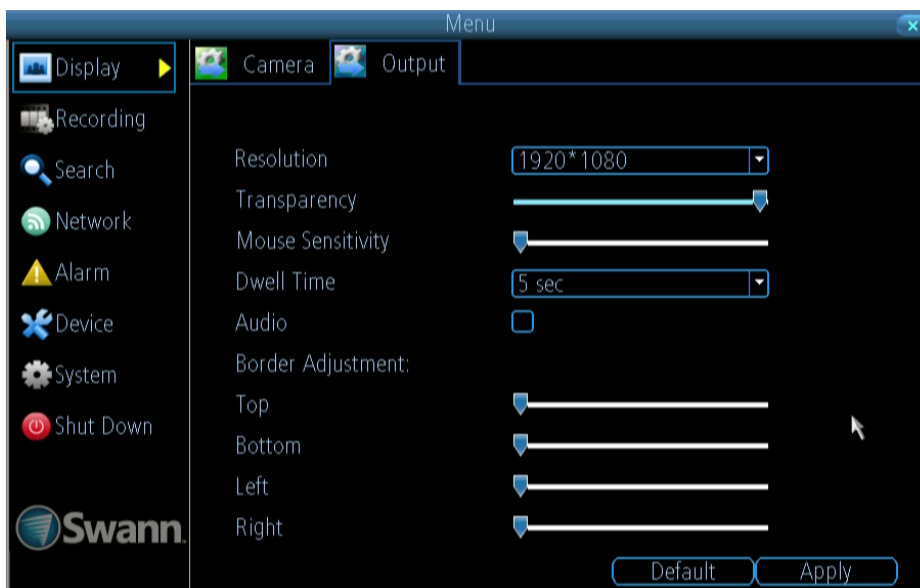 Menu
Display
Recording
Search
Network
Alarm
Device
System
Shut Down
Swann
Camera
Output
Resolution
1920*1080
Transparency
Mouse Sensitivity
Dwell Time
5 sec
Audio
Border Adjustment:
Top
Bottom
Left
Right
Default
Apply